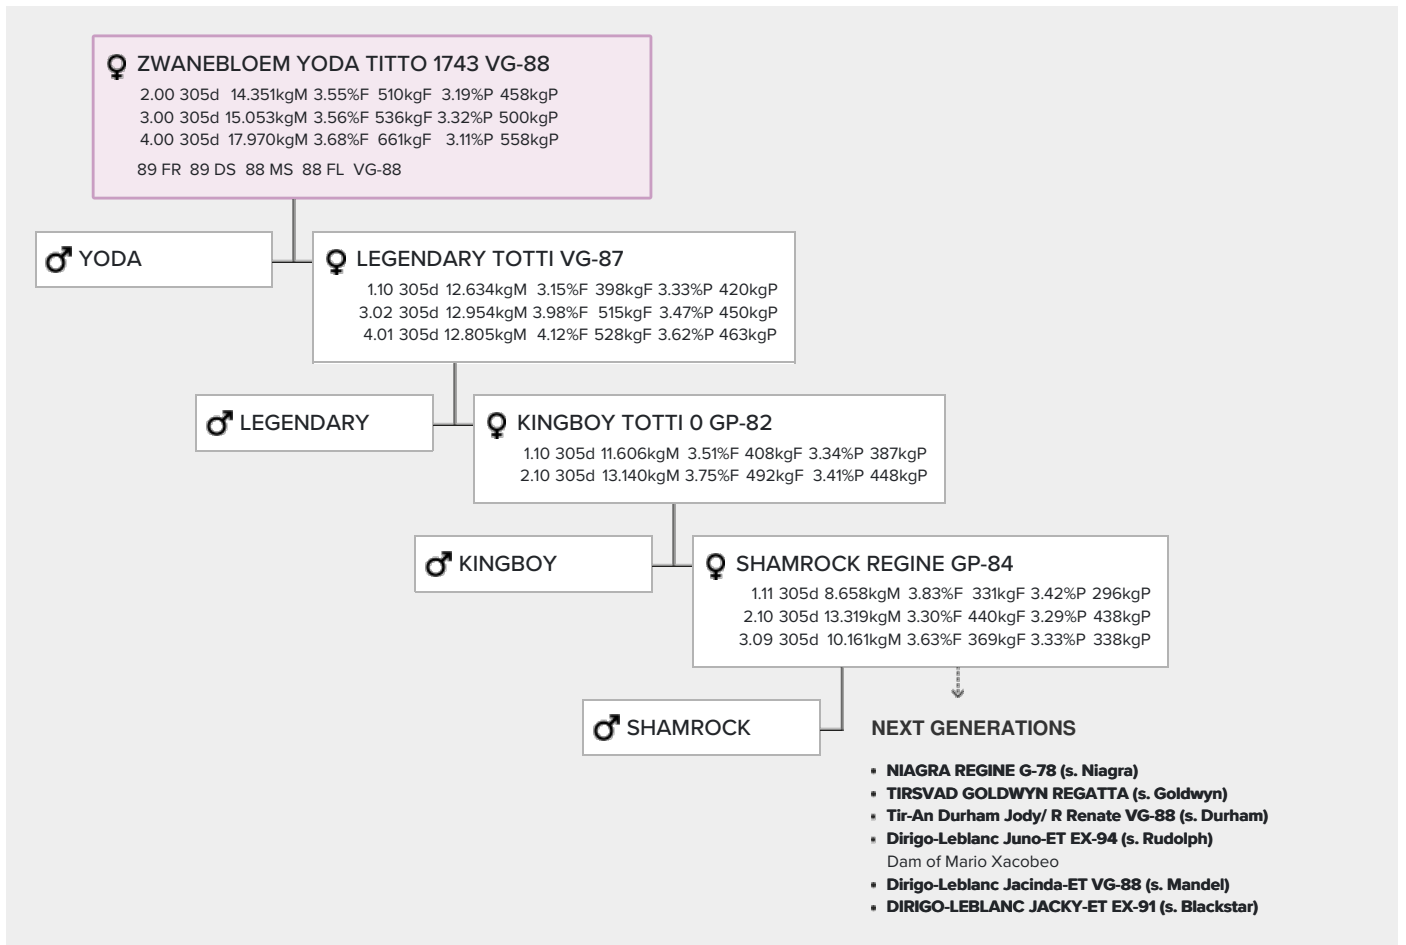 ZWANEBLOEM YODA TITTO 1743 VG-88
2.00 305d 14.351kgM 3.55%F 510kgF 3.19%P 458kgP
3.00 305d 15.053kgM 3.56%F 536kgF 3.32%P 500kgP
4.00 305d 17.970kgM 3.68%F 661kgF 3.11%P 558kgP
89 FR 89 DS 88 MS 88 FL VG-88
YODA
LEGENDARY TOTTI VG-87
1.10 305d 12.634kgM 3.15%F 398kgF 3.33%P 420kgP
3.02 305d 12.954kgM 3.98%F 515kgF 3.47%P 450kgP
4.01 305d 12.805kgM 4.12%F 528kgF 3.62%P 463kgP
LEGENDARY
KINGBOY TOTTI 0 GP-82
1.10 305d 11.606kgM 3.51%F 408kgF 3.34%P 387kgP
2.10 305d 13.140kgM 3.75%F 492kgF 3.41%P 448kgP
KINGBOY
SHAMROCK REGINE GP-84
1.11 305d 8.658kgM 3.83%F 331kgF 3.42%P 296kgP
2.10 305d 13.319kgM 3.30%F 440kgF 3.29%P 438kgP
3.09 305d 10.161kgM 3.63%F 369kgF 3.33%P 338kgP
SHAMROCK
NEXT GENERATIONS
• NIAGRA REGINE G-78 (s. Niagra)
• TIRSVAD GOLDWYN REGATTA (s. Goldwyn)
• Tir-An Durham Jody/ R Renate VG-88 (s. Durham)
• Dirigo-Leblanc Juno-ET EX-94 (s. Rudolph)
Dam of Mario Xacobeo
• Dirigo-Leblanc Jacinda-ET VG-88 (s. Mandel)
• DIRIGO-LEBLANC JACKY-ET EX-91 (s. Blackstar)